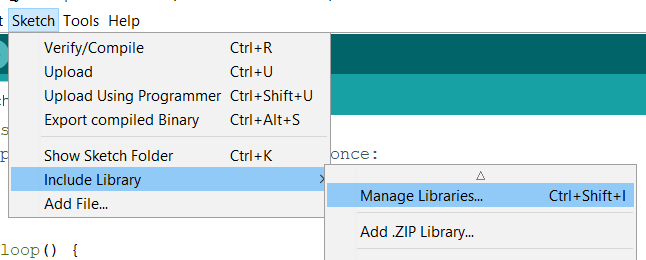 Sketch Tools Help
Verify/Compile Ctrl+R
Upload Ctrl+U
Upload Using Programmer Ctrl+Shift+U
Export compiled Binary Ctrl+Alt+S
Show Sketch Folder Ctrl+K
once:
Include Library
Manage Libraries... Ctrl+Shift+I
Add File...
Add .ZIP Library...
loop() {